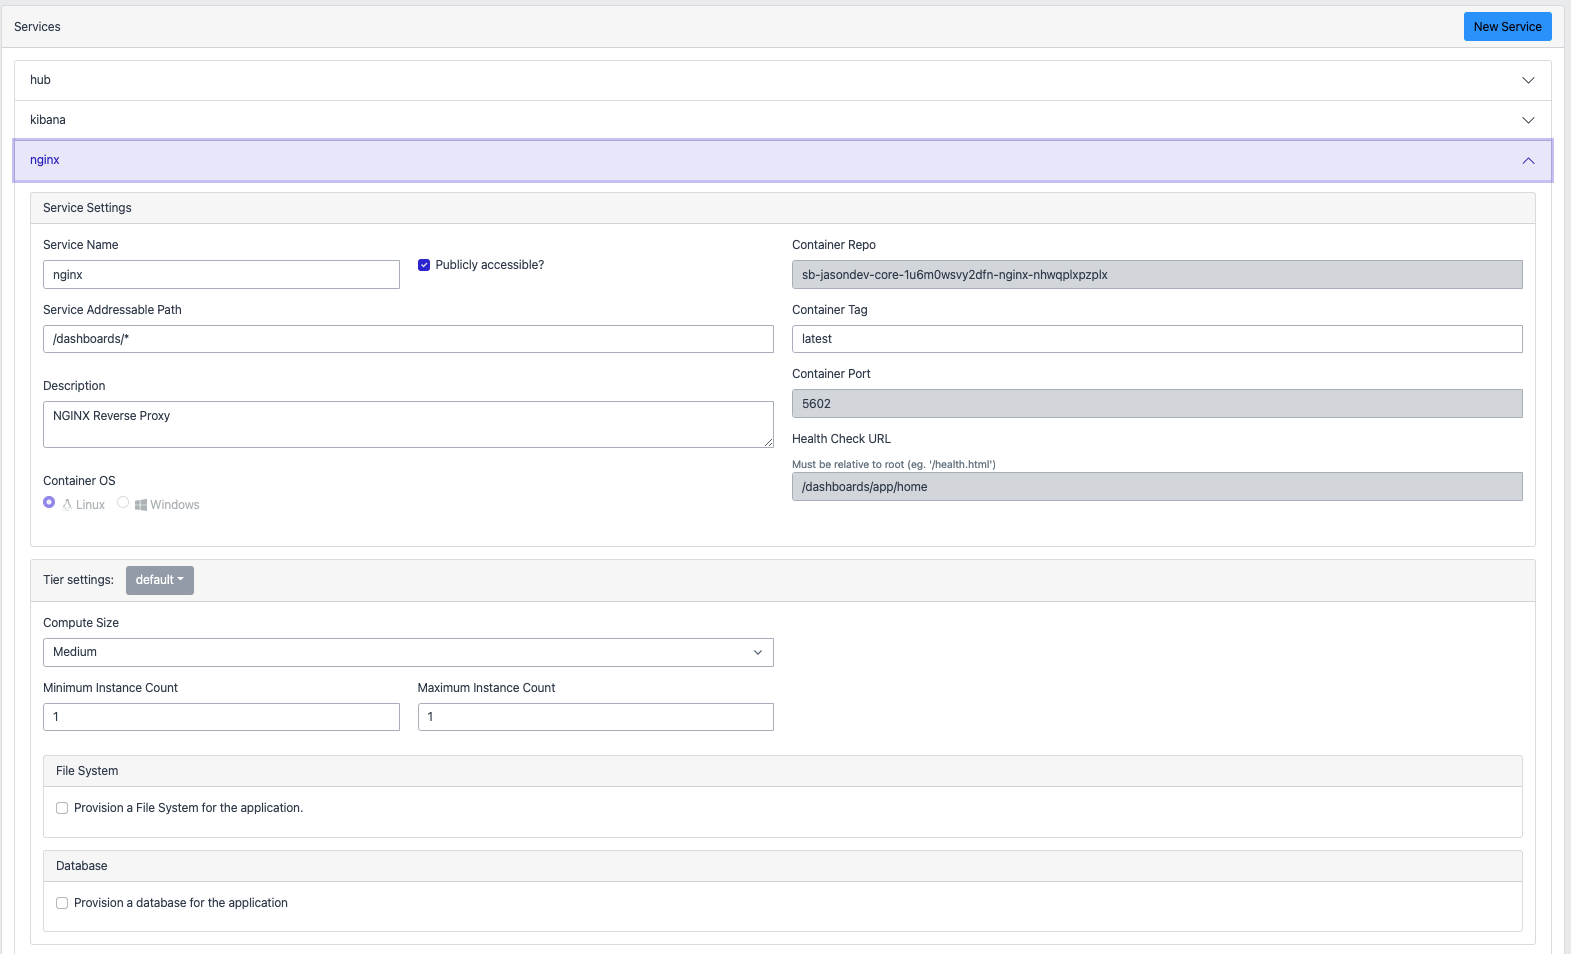 Services
New Service
hub
kibana
nginx
Service Settings
Service Name
nginx
Publicly accessible?
Service Addressable Path
/dashboards/*
Description
NGINX Reverse Proxy
Container OS
Linux
Windows
Container Repo
sb-jasondev-core-1u6m0wsvy2dfn-nginx-nhwqplxpzplx
Container Tag
latest
Container Port
5602
Health Check URL
Must be relative to root (eg. '/health.html')
/dashboards/app/home
Tier settings:
default
Compute Size
Medium
Minimum Instance Count
1
Maximum Instance Count
1
File System
Provision a File System for the application.
Database
Provision a database for the application